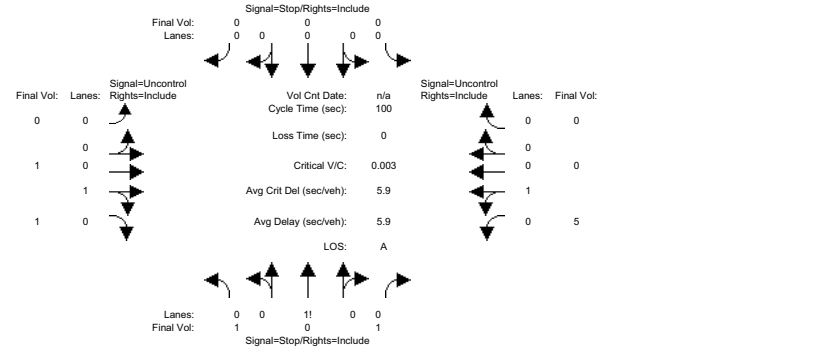 Signal=Stop/Rights=Include
Final Vol: 0 0 0
Lanes: 0 0 0 0 0
Signal=Uncontrol Signal=Uncontrol
Final Vol: Lanes: Rights=Include Vol Cnt Date: n/a Rights=Include Lanes: Final Vol:
Cycle Time (sec): 100
0 0 0 0
Loss Time (sec): 0
0 0
1 0 Critical V/C: 0.003 0 0
1 Avg Crit Del (sec/veh): 5.9 1
1 0 Avg Delay (sec/veh): 5.9 0 5
LOS: A
Lanes: 0 0 1! 0 0
Final Vol: 1 0 1
Signal=Stop/Rights=Include